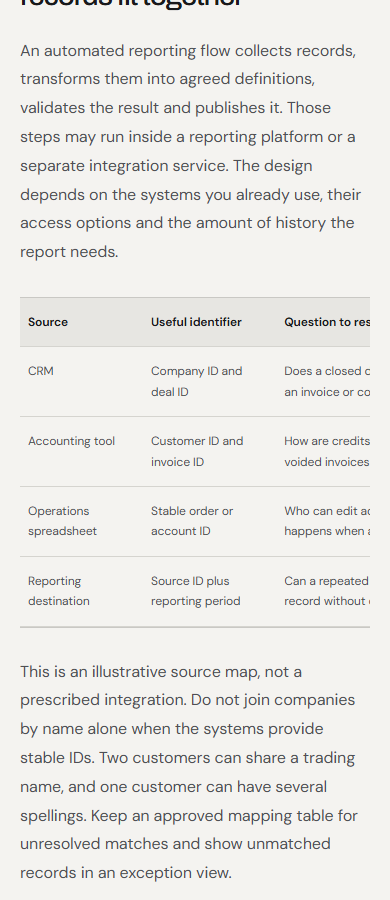 records fit together
An automated reporting flow collects records,
transforms them into agreed definitions,
validates the result and publishes it. Those
steps may run inside a reporting platform or a
separate integration service. The design
depends on the systems you already use, their
access options and the amount of history the
report needs.
Source Useful identifier Question to res
CRM Company ID and Does a closed
deal ID an invoice or
Accounting tool Customer ID and How are credits
invoice ID voided invoices
Operations Stable order or Who can edit
spreadsheet account ID happens when
Reporting Source ID plus Can a repeated
destination reporting period record without
This is an illustrative source map, not a
prescribed integration. Do not join companies
by name alone when the systems provide
stable IDs. Two customers can share a trading
name, and one customer can have several
spellings. Keep an approved mapping table for
unresolved matches and show unmatched
records in an exception view.